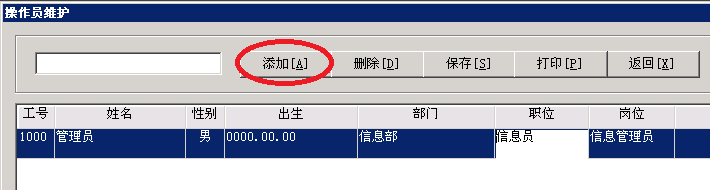 操作员维护
添加[A] 删除[D] 保存[S] 打印[P] 返回[X]
工号 姓名 性别 出生 部门 职位 岗位
1000 管理员 男 0000.00.00 信息部 信息员 信息管理员